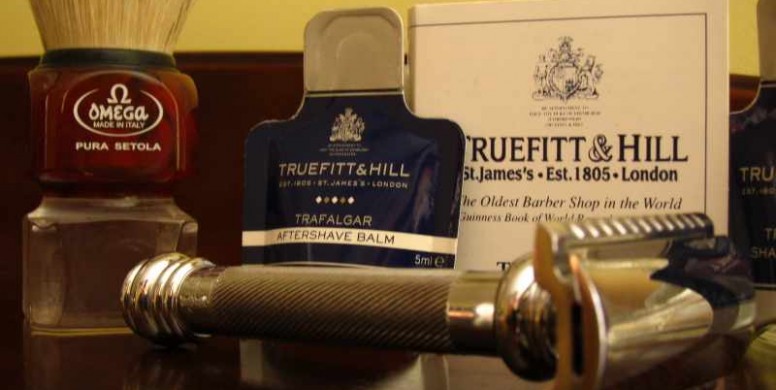 OMEGA
MADE IN ITALY
PURA SETOLA
TRUEFITT&HILL
EST. 1805 • ST. JAMES'S • LONDON
TRAFALGAR
AFTERSHAVE BALM
5ml e
TRUEFITT & HILL
St.James's • Est.1805 • London
The Oldest Barber Shop in the World
Guinness Book of World
TRU